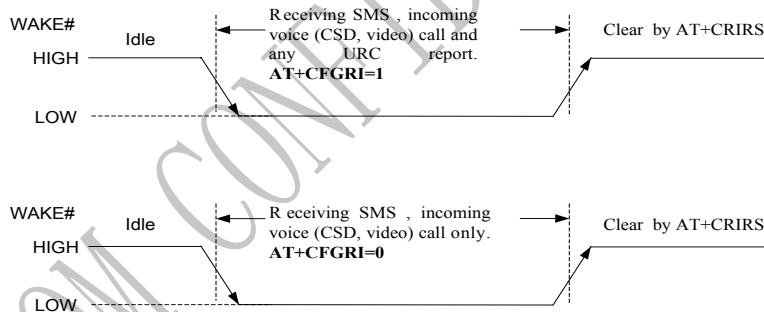 WAKE#
Idle
HIGH
LOW
Receiving SMS , incoming
voice (CSD, video) call and
any URC report.
AT+CFGRI=1
Clear by AT+CRIRS
WAKE#
Idle
HIGH
LOW
R eceiving SMS , incoming
voice (CSD, video) call only.
AT+CFGRI=0
Clear by AT+CRIRS